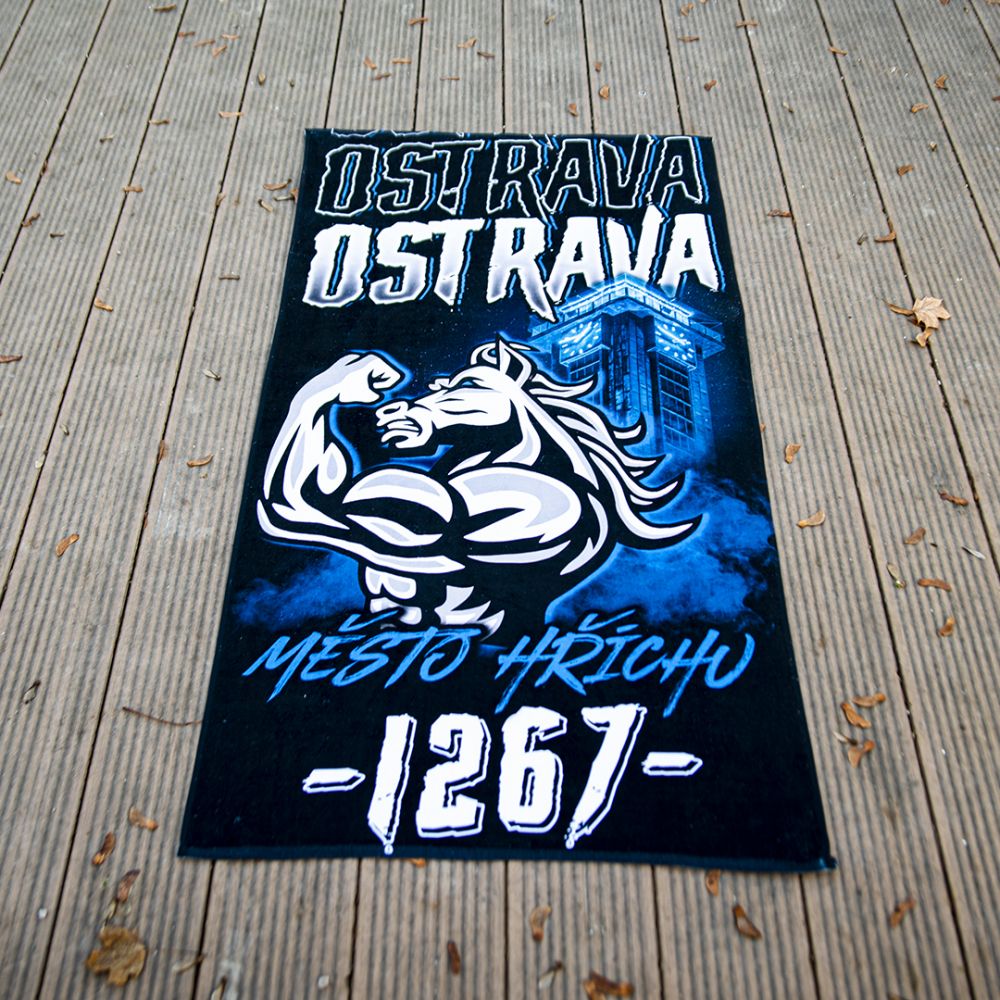 OSTRAVA
OSTRAVA
MĚSTO HŘÍCHU
-1267-